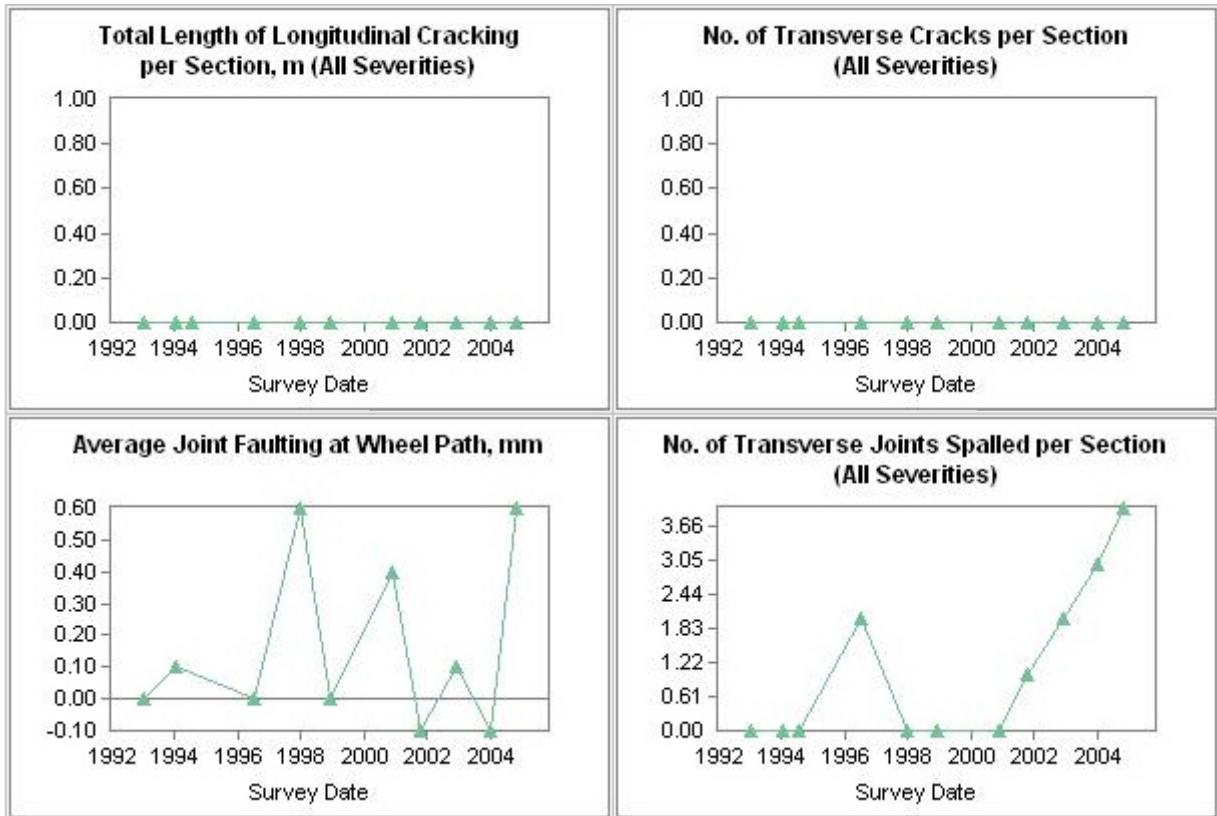 Total Length of Longitudinal Cracking
per Section, m (All Severities)
1.00
0.80
0.60
0.40
0.20
0.00
1992 1994 1996 1998 2000 2002 2004
Survey Date
No. of Transverse Cracks per Section
(All Severities)
1.00
0.80
0.60
0.40
0.20
0.00
1992 1994 1996 1998 2000 2002 2004
Survey Date
Average Joint Faulting at Wheel Path, mm
0.60
0.50
0.40
0.30
0.20
0.10
0.00
-0.10
1992 1994 1996 1998 2000 2002 2004
Survey Date
No. of Transverse Joints Spalled per Section
(All Severities)
3.66
3.05
2.44
1.83
1.22
0.61
0.00
1992 1994 1996 1998 2000 2002 2004
Survey Date